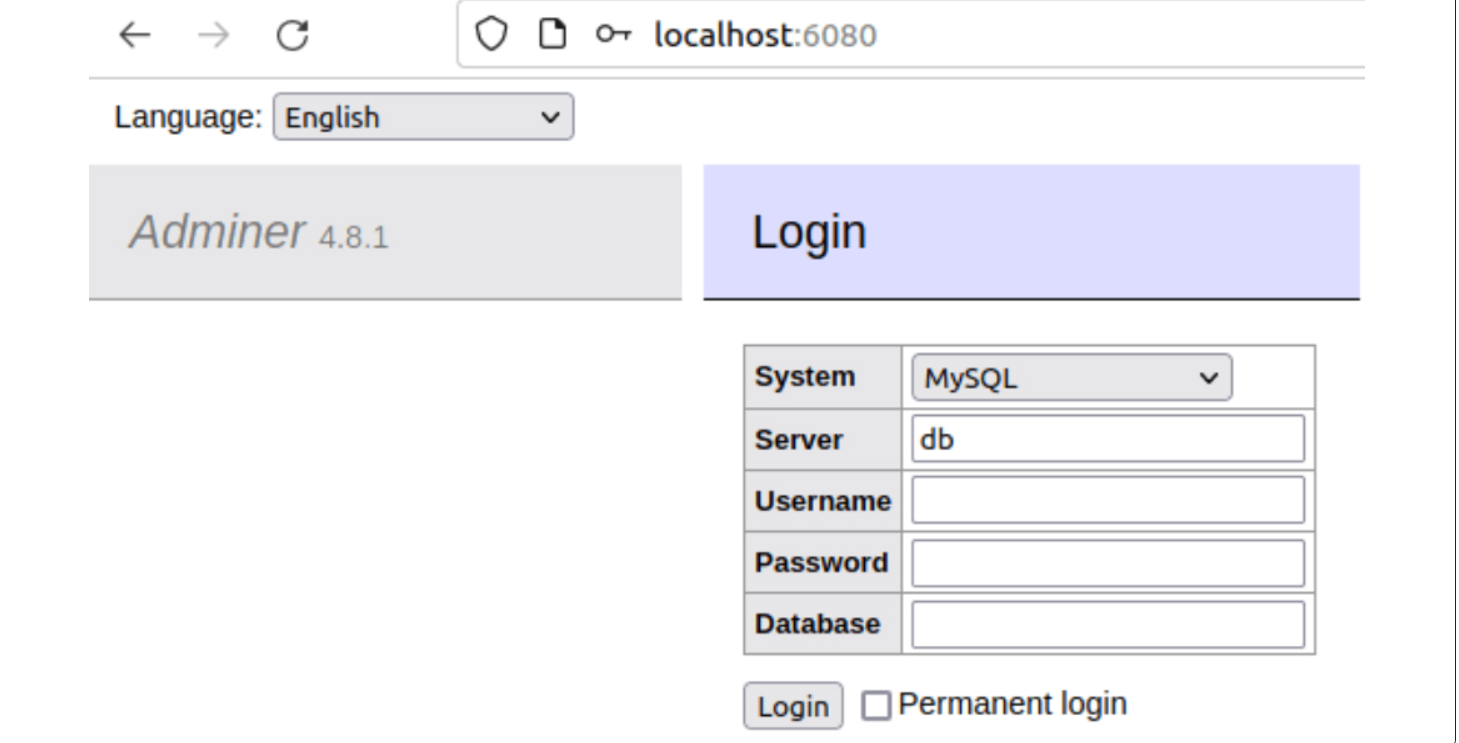 localhost:6080
Language: English
Adminer 4.8.1
Login
System MySQL
Server db
Username
Password
Database
Login Permanent login